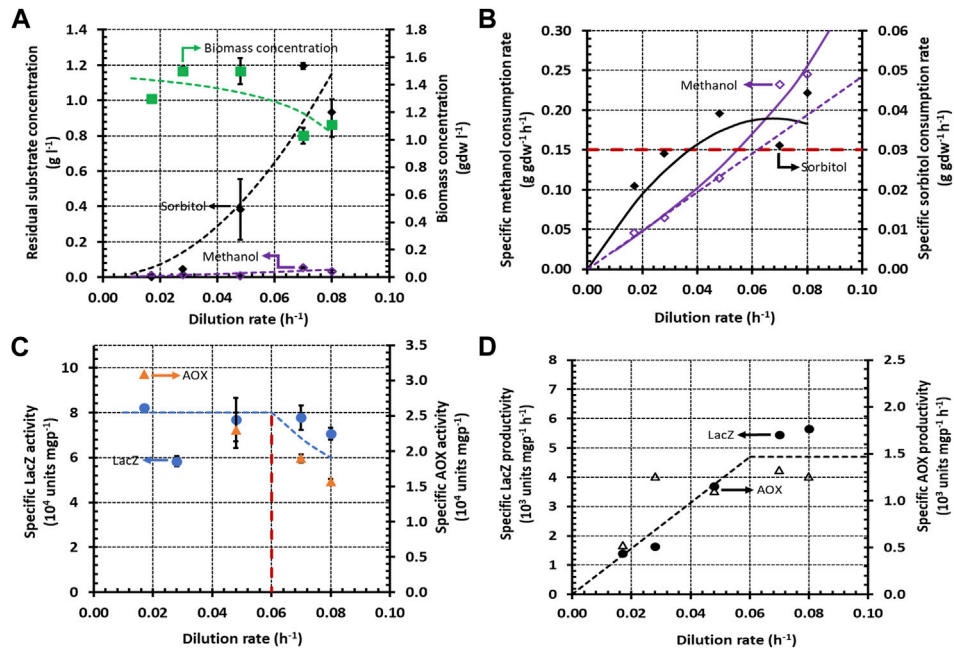 A
Residual substrate concentration
(g l-1)
1.4
1.2
1.0
0.8
0.6
0.4
0.2
0.0
Biomass concentration
Sorbitol
Methanol
1.8
1.6
1.4
1.2
1.0
0.8
0.6
0.4
0.2
0.0
Biomass concentration
(gdw l-1)
0.00 0.02 0.04 0.06 0.08 0.10
Dilution rate (h-1)
B
Specific methanol consumption rate
(g gdw-1 h-1)
0.30
0.25
0.20
0.15
0.10
0.05
0.00
Methanol
Sorbitol
0.06
0.05
0.04
0.03
0.02
0.01
0.00
Specific sorbitol consumption rate
(g gdw-1 h-1)
0.00 0.02 0.04 0.06 0.08 0.10
Dilution rate (h-1)
C
Specific LacZ activity
(104 units mgp-1)
10
8
6
4
2
0
AOX
LacZ
3.5
3.0
2.5
2.0
1.5
1.0
0.5
0.0
Specific AOX activity
(104 units mgp-1)
0.00 0.02 0.04 0.06 0.08 0.10
Dilution rate (h-1)
D
Specific LacZ productivity
(103 units mgp-1 h-1)
8
7
6
5
4
3
2
1
0
LacZ
AOX
2.5
2.0
1.5
1.0
0.5
0.0
Specific AOX productivity
(103 units mgp-1 h-1)
0.00 0.02 0.04 0.06 0.08 0.10
Dilution rate (h-1)